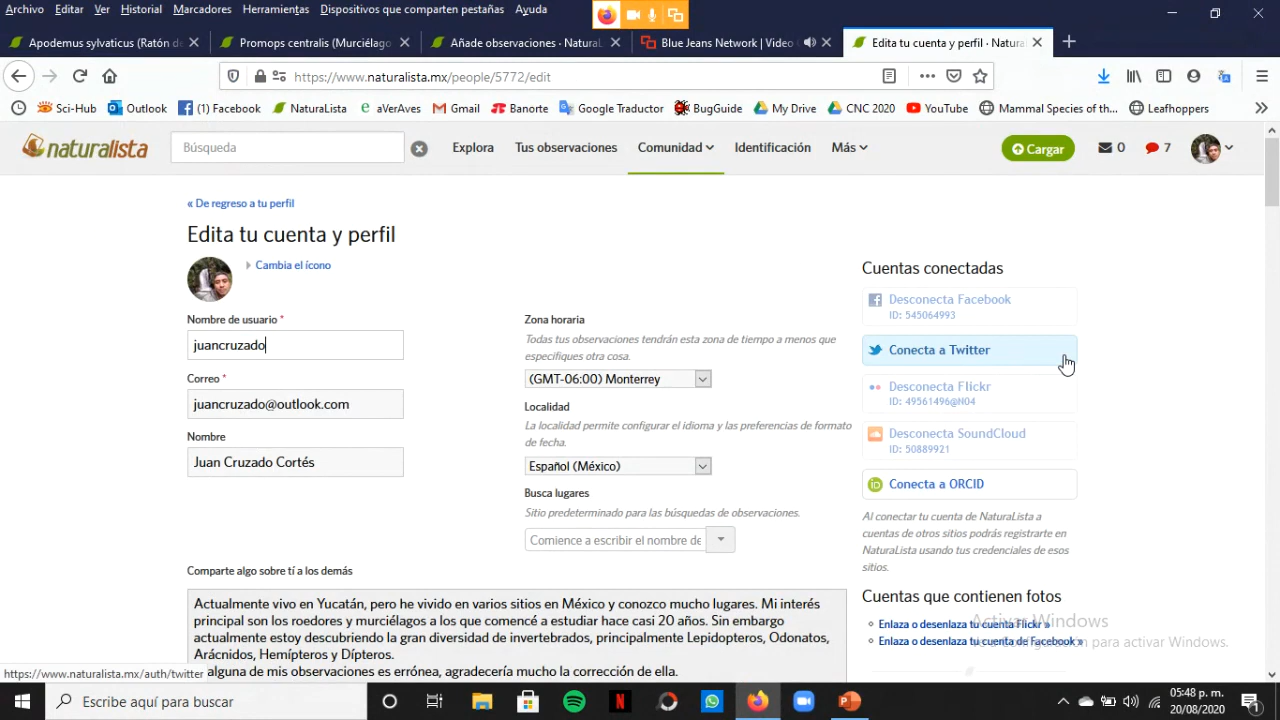 Archivo Editar Ver Historial Marcadores Herramientas Dispositivos que comparten pestañas Ayuda
Apodemus sylvaticus (Ratón de
Promops centralis (Murciélago
Añade observaciones · Natural
Blue Jeans Network | Video
Edita tu cuenta y perfil · Natura
https://www.naturalista.mx/people/5772/edit
Sci-Hub
Outlook
(1) Facebook
NaturaLista
aVerAves
Gmail
Banorte
Google Traductor
BugGuide
My Drive
CNC 2020
YouTube
Mammal Species of th...
Leafhoppers
naturalista
Búsqueda
Explora
Tus observaciones
Comunidad
Identificación
Más
Cargar
0
7
« De regreso a tu perfil
Edita tu cuenta y perfil
Cambia el ícono
Nombre de usuario *
juancruzado
Correo *
juancruzado@outlook.com
Nombre
Juan Cruzado Cortés
Zona horaria
Todas tus observaciones tendrán esta zona de tiempo a menos que
especifiques otra cosa.
(GMT-06:00) Monterrey
Localidad
La localidad permite configurar el idioma y las preferencias de formato
de fecha.
Español (México)
Busca lugares
Sitio predeterminado para las búsquedas de observaciones.
Comience a escribir el nombre de
Cuentas conectadas
Desconecta Facebook
ID: 545064993
Conecta a Twitter
Desconecta Flickr
ID: 49561496@N04
Desconecta SoundCloud
ID: 50889921
Conecta a ORCID
Al conectar tu cuenta de NaturaLista a
cuentas de otros sitios podrás registrarte en
NaturaLista usando tus credenciales de esos
sitios.
Cuentas que contienen fotos
Enlaza o desenlaza tu cuenta Flickr »
Enlaza o desenlaza tu cuenta de Facebook »
Activar Windows
Ve a Configuración para activar Windows.
Comparte algo sobre tí a los demás
Actualmente vivo en Yucatán, pero he vivido en varios sitios en México y conozco mucho lugares. Mi interés
principal son los roedores y murciélagos a los que comencé a estudiar hace casi 20 años. Sin embargo
actualmente estoy descubriendo la gran diversidad de invertebrados, principalmente Lepidopteros, Odonatos,
Arácnidos, Hemípteros y Dípteros.
alguna de mis observaciones es errónea, agradecería mucho la corrección de ella.
https://www.naturalista.mx/auth/twitter
Escribe aquí para buscar
05:48 p. m.
20/08/2020
1